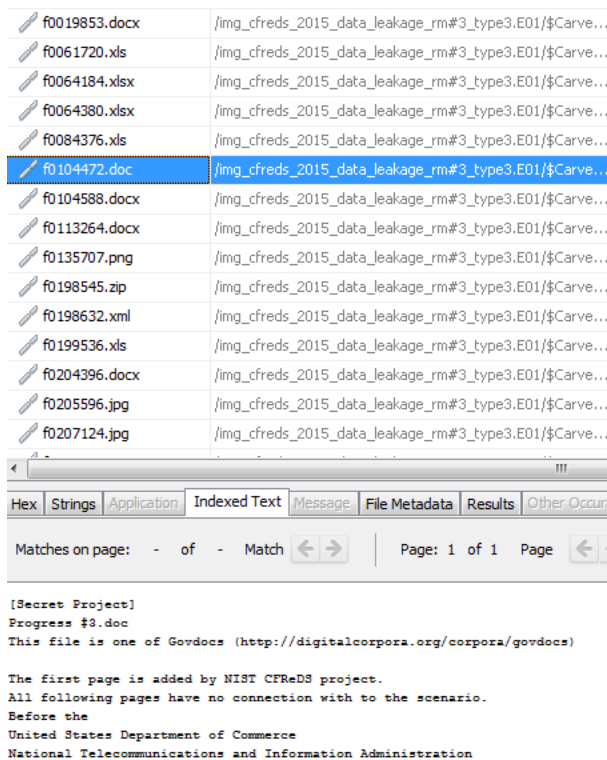 f0019853.docx /img_cfreds_2015_data_leakage_rm#3_type3.E01/$Carve...
f0061720.xls /img_cfreds_2015_data_leakage_rm#3_type3.E01/$Carve...
f0064184.xlsx /img_cfreds_2015_data_leakage_rm#3_type3.E01/$Carve...
f0064380.xlsx /img_cfreds_2015_data_leakage_rm#3_type3.E01/$Carve...
f0084376.xls /img_cfreds_2015_data_leakage_rm#3_type3.E01/$Carve...
f0104472.doc /img_cfreds_2015_data_leakage_rm#3_type3.E01/$Carve...
f0104588.docx /img_cfreds_2015_data_leakage_rm#3_type3.E01/$Carve...
f0113264.docx /img_cfreds_2015_data_leakage_rm#3_type3.E01/$Carve...
f0135707.png /img_cfreds_2015_data_leakage_rm#3_type3.E01/$Carve...
f0198545.zip /img_cfreds_2015_data_leakage_rm#3_type3.E01/$Carve...
f0198632.xml /img_cfreds_2015_data_leakage_rm#3_type3.E01/$Carve...
f0199536.xls /img_cfreds_2015_data_leakage_rm#3_type3.E01/$Carve...
f0204396.docx /img_cfreds_2015_data_leakage_rm#3_type3.E01/$Carve...
f0205596.jpg /img_cfreds_2015_data_leakage_rm#3_type3.E01/$Carve...
f0207124.jpg /img_cfreds_2015_data_leakage_rm#3_type3.E01/$Carve...
Hex Strings Application Indexed Text Message File Metadata Results Other Occur
Matches on page: - of - Match Page: 1 of 1 Page
[Secret Project]
Progress #3.doc
This file is one of Govdocs (http://digitalcorpora.org/corpora/govdocs)
The first page is added by NIST CFReDS project.
All following pages have no connection with to the scenario.
Before the
United States Department of Commerce
National Telecommunications and Information Administration